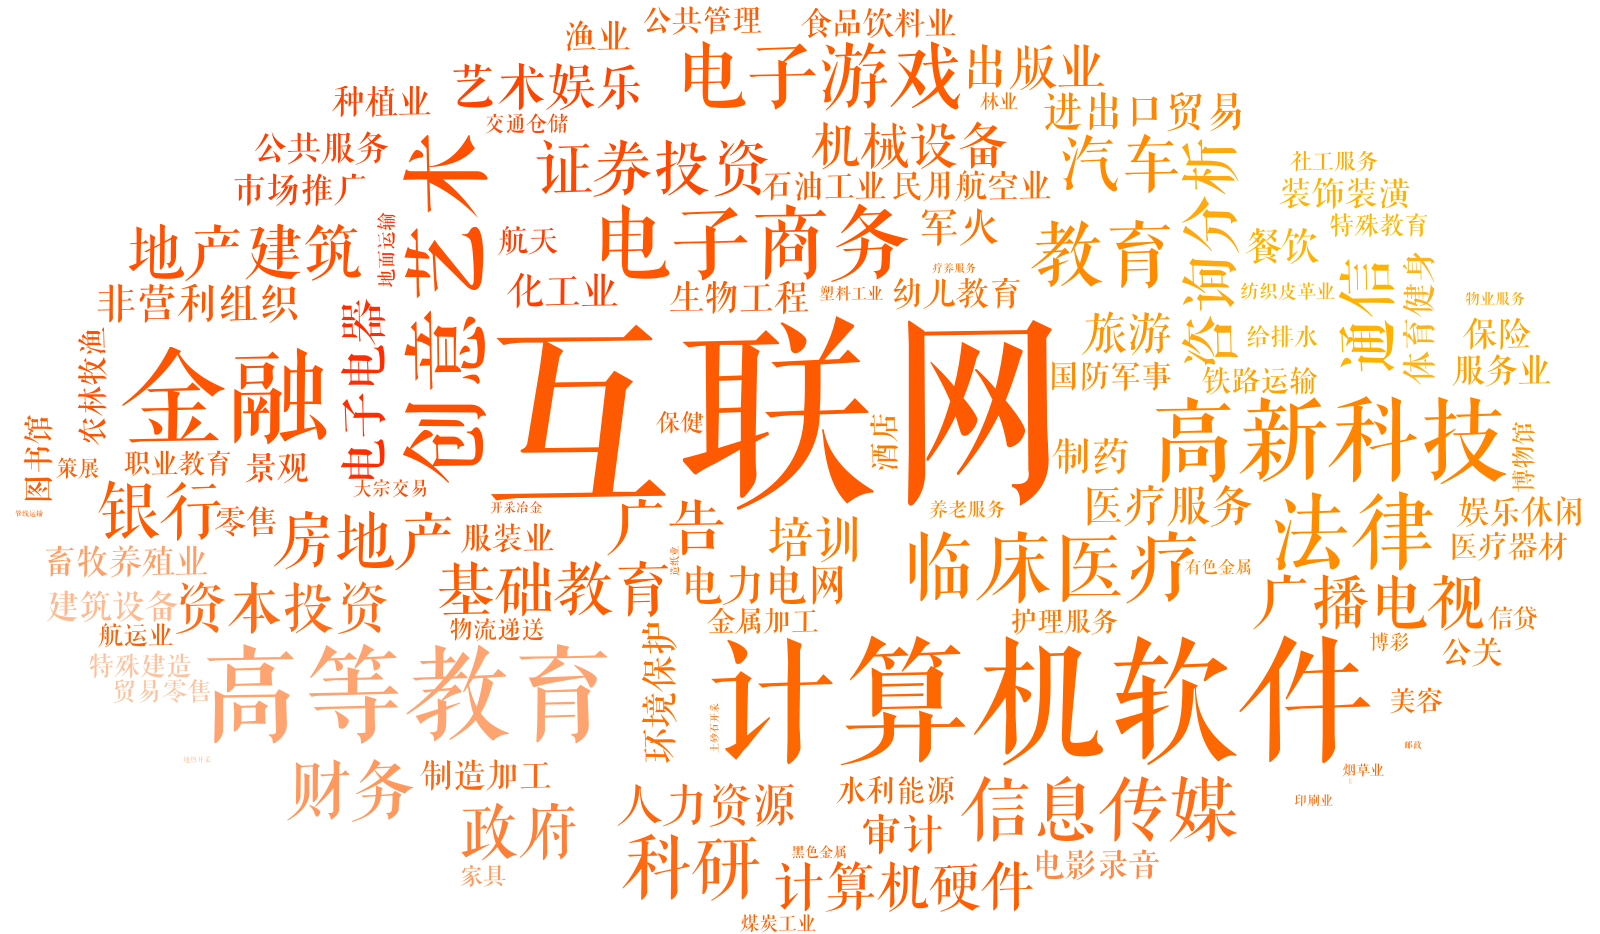 公共管理
食品饮料业
渔业
电子游戏
出版业
艺术娱乐
种植业
林业
进出口贸易
交通仓储
机械设备
公共服务
证券投资
汽车
社工服务
市场推广
石油工业
民用航空业
装饰装潢
创意艺术
咨询分析
地产建筑
地面运输
航天
电子商务
军火
教育
餐饮
特殊教育
疗养服务
非营利组织
化工业
生物工程
塑料工业
幼儿教育
通信
体育健身
纺织皮革业
物业服务
电子电器
互联网
旅游
给排水
保险
农林牧渔
金融
国防军事
铁路运输
服务业
保健
酒店
高新科技
图书馆
策展
职业教育
景观
制药
博物馆
大宗交易
管线运输
银行
零售
房地产
开采冶金
服装业
广告
培训
养老服务
医疗服务
法律
娱乐休闲
畜牧养殖业
造纸业
临床医疗
医疗器材
基础教育
电力电网
有色金属
建筑设备
资本投资
广播电视
信贷
航运业
物流递送
金属加工
护理服务
博彩
公关
特殊建造
贸易零售
高等教育
环境保护
计算机软件
美容
土砂石开采
邮政
财务
制造加工
烟草业
人力资源
水利能源
信息传媒
印刷业
政府
审计
科研
黑色金属
电影录音
家具
计算机硬件
煤炭工业